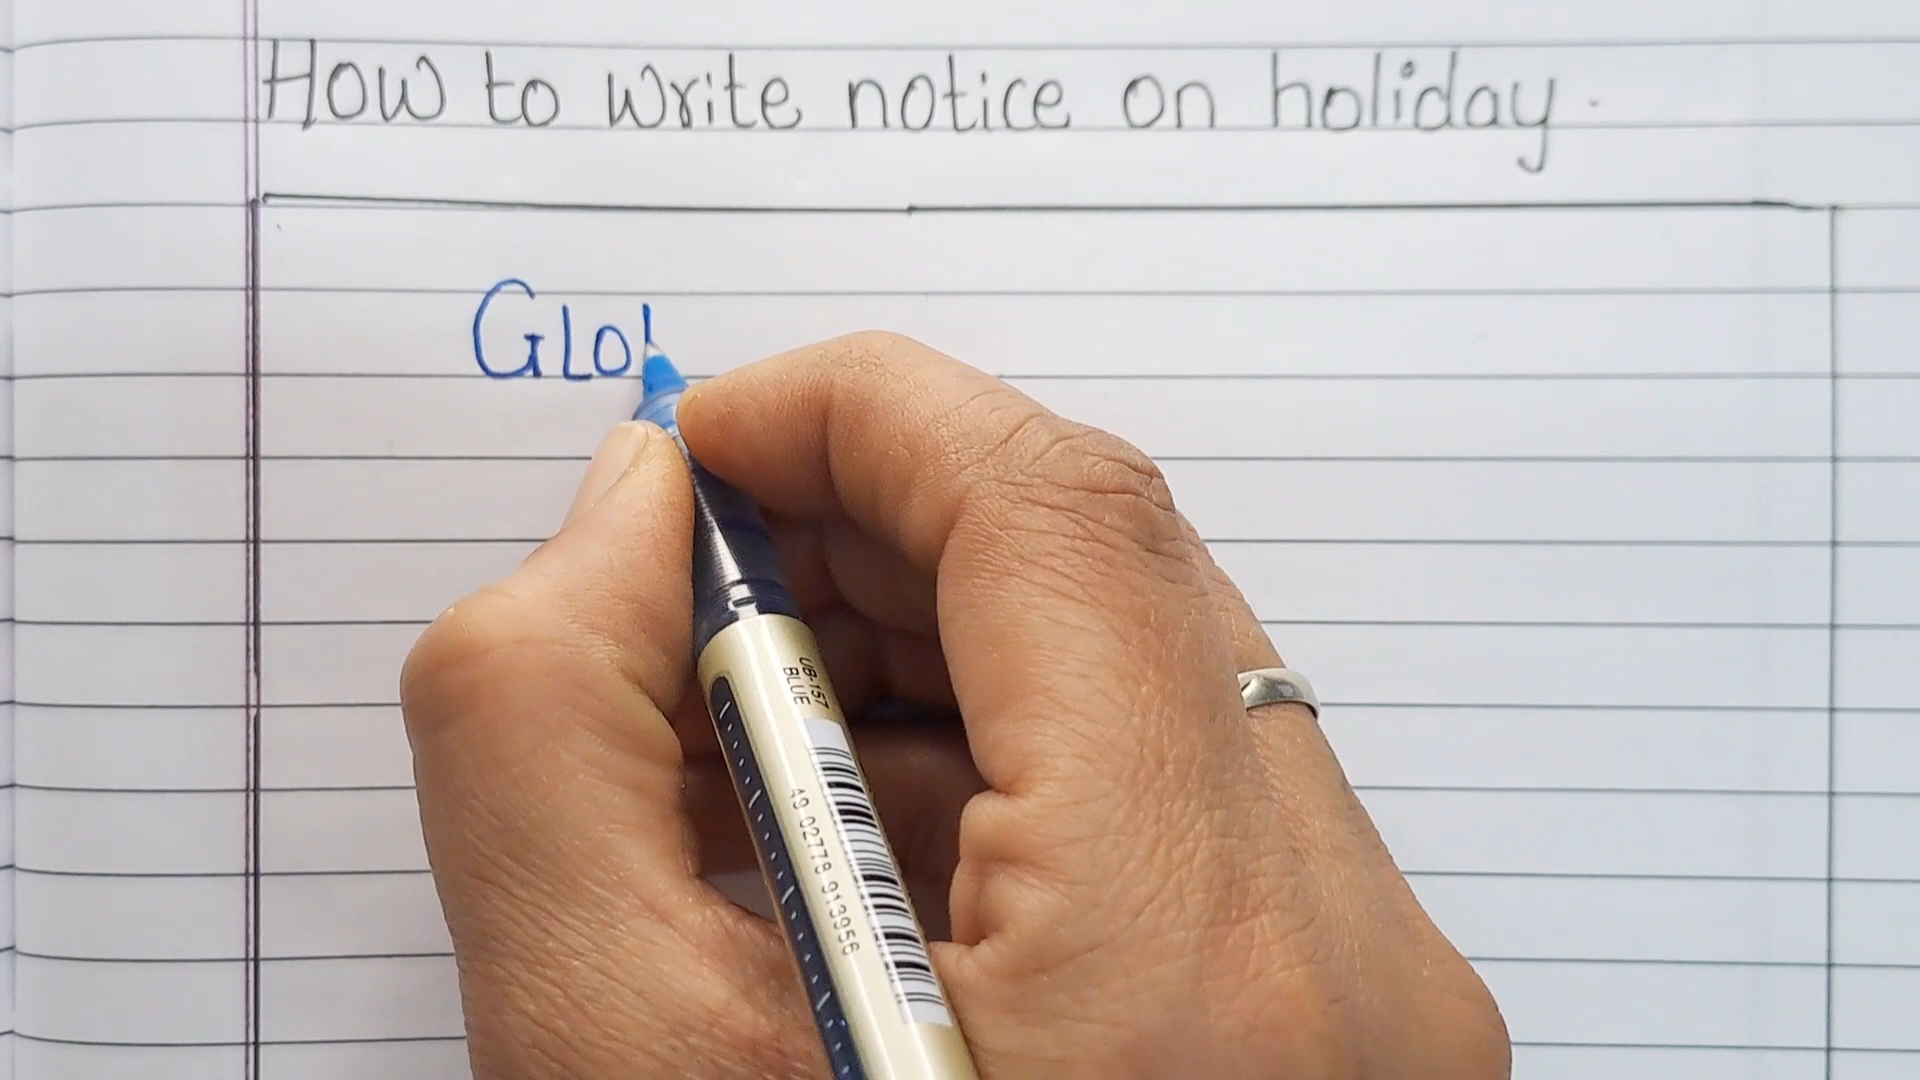 How to write notice on holiday.
GLO
UB-157
BLUE
49 02778 913956